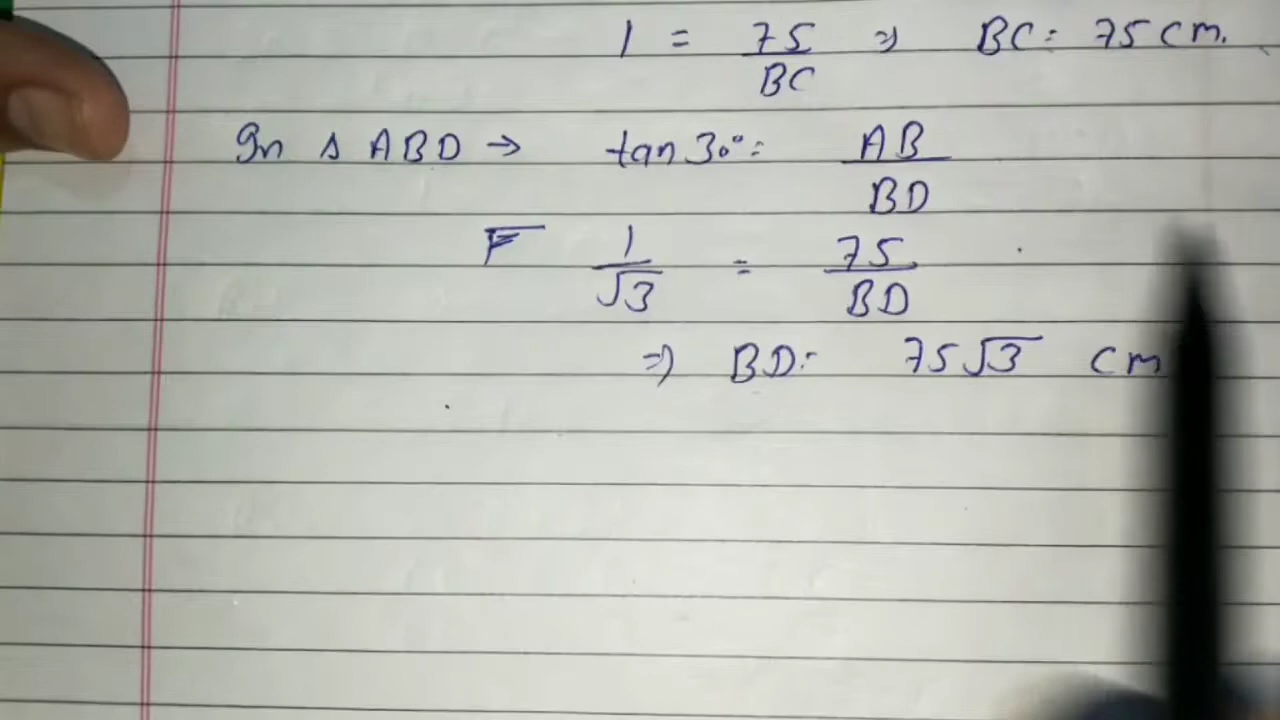 1 = 75/BC ⇒ BC = 75 cm.
In Δ ABD → tan 30° = AB/BD
1/√3 = 75/BD
⇒ BD = 75√3 cm